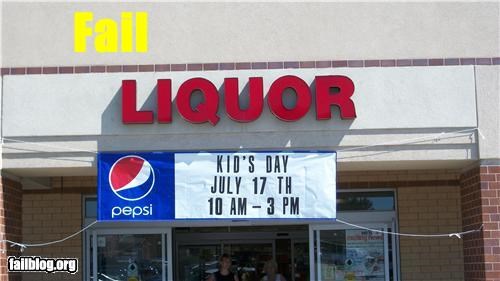 Fail
LIQUOR
KID'S DAY
JULY 17 TH
10 AM - 3 PM
pepsi
failblog.org